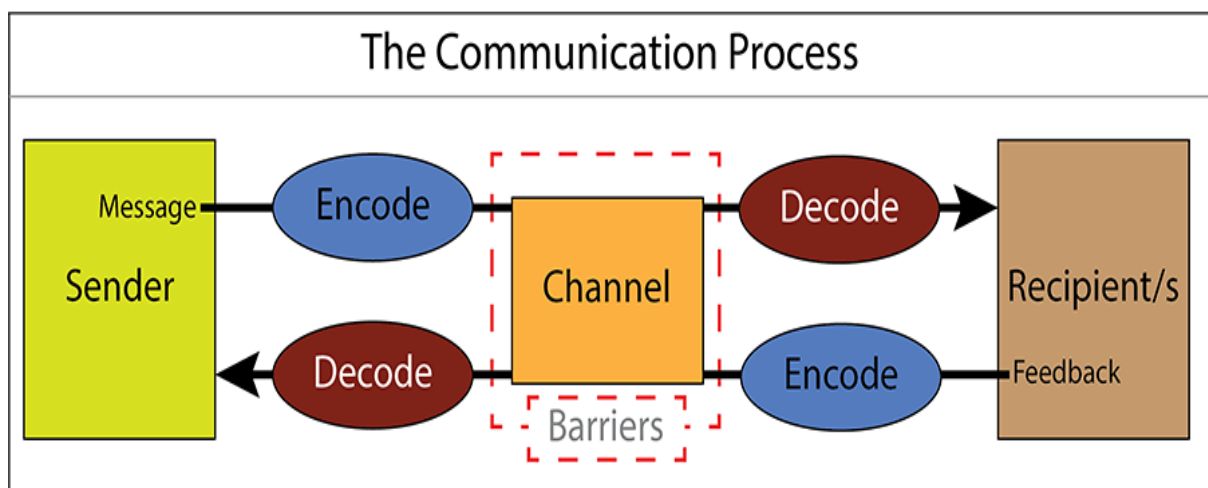 The Communication Process
Message
Encode
Decode
Sender
Channel
Recipient/s
Decode
Encode
Feedback
Barriers